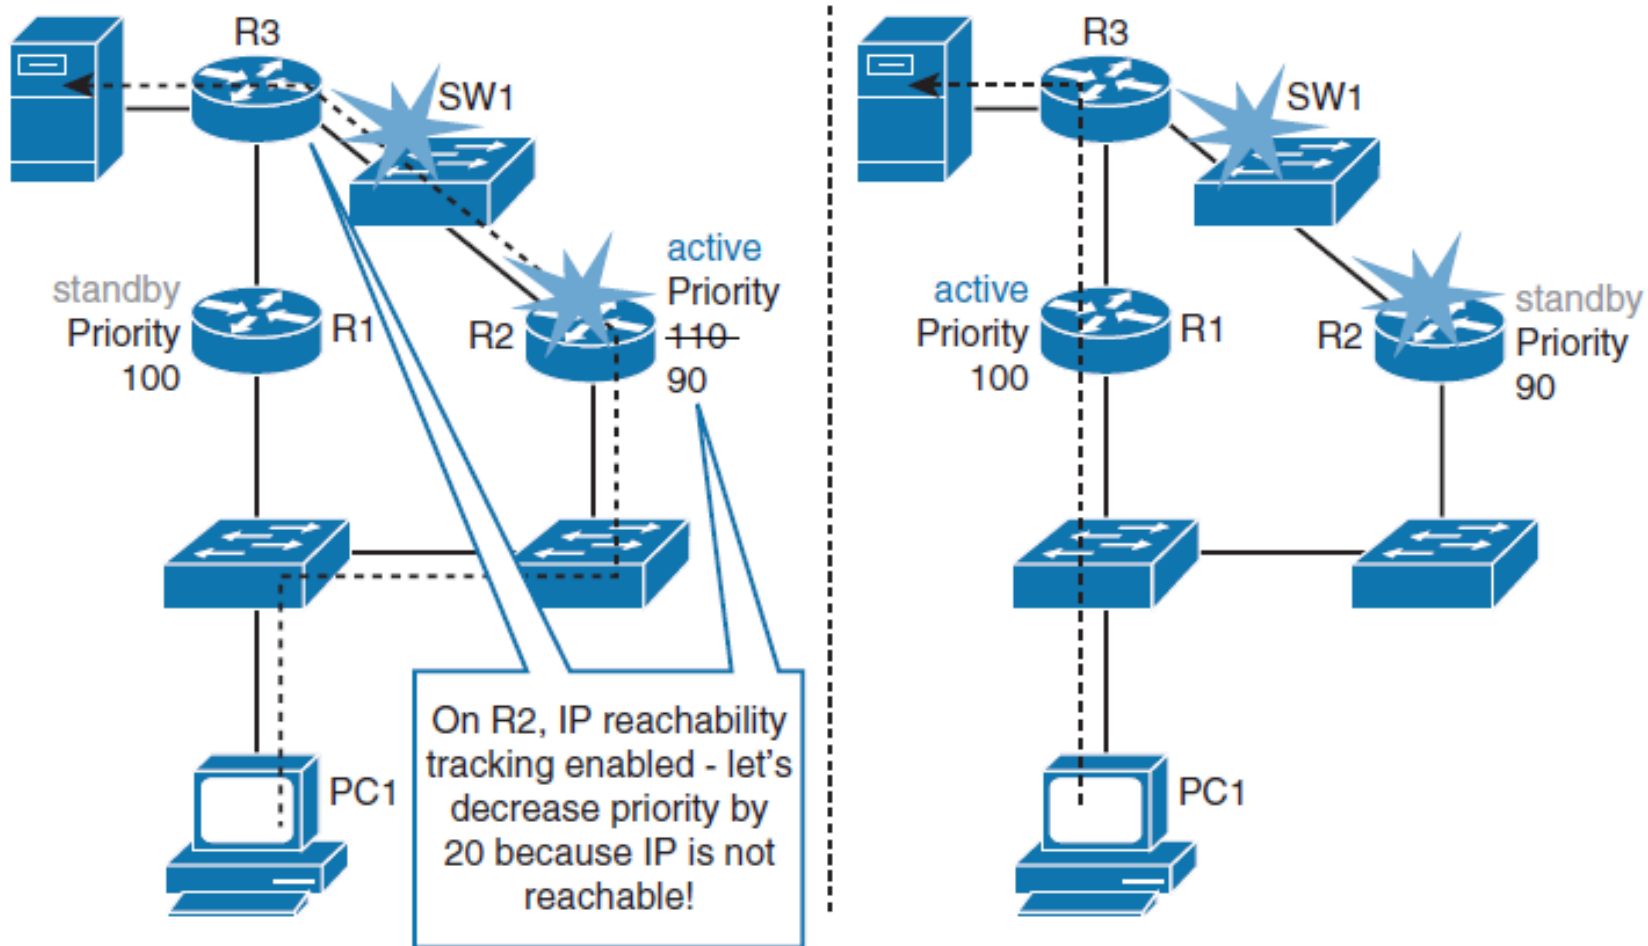 R3
SW1
standby
Priority
100
R1
R2
active
Priority
110
90
PC1
On R2, IP reachability
tracking enabled - let's
decrease priority by
20 because IP is not
reachable!
R3
SW1
active
Priority
100
R1
R2
standby
Priority
90
PC1